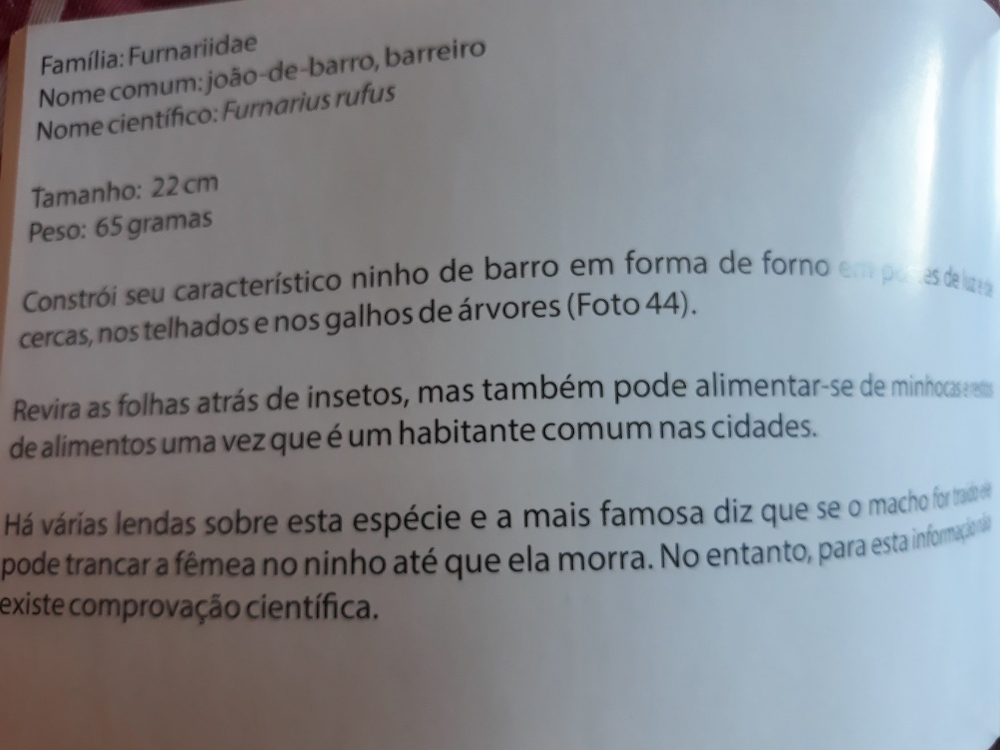 Família: Furnariidae
Nome comum: joão-de-barro, barreiro
Nome científico: Furnarius rufus
Tamanho: 22 cm
Peso: 65 gramas
Constrói seu característico ninho de barro em forma de forno em postes de luz e de
cercas, nos telhados e nos galhos de árvores (Foto 44).
Revira as folhas atrás de insetos, mas também pode alimentar-se de minhocas e restos
de alimentos uma vez que é um habitante comum nas cidades.
Há várias lendas sobre esta espécie e a mais famosa diz que se o macho for traido ele
pode trancar a fêmea no ninho até que ela morra. No entanto, para esta informação não
existe comprovação científica.